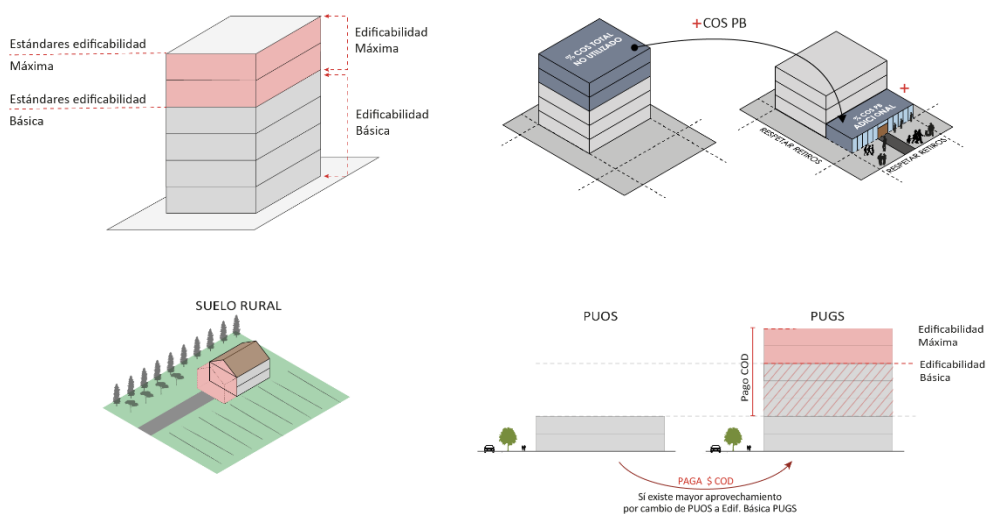 Estándares edificabilidad
Máxima
Estándares edificabilidad
Básica
Edificabilidad
Máxima
Edificabilidad
Básica
+COS PB
% COS TOTAL
NO UTILIZADO
+
% COS PB
ADICIONAL
RESPETAR RETIROS
RESPETAR RETIROS
SUELO RURAL
PUOS
PUGS
Pago COD
Edificabilidad
Máxima
Edificabilidad
Básica
PAGA $ COD
Sí existe mayor aprovechamiento
por cambio de PUOS a Edif. Básica PUGS